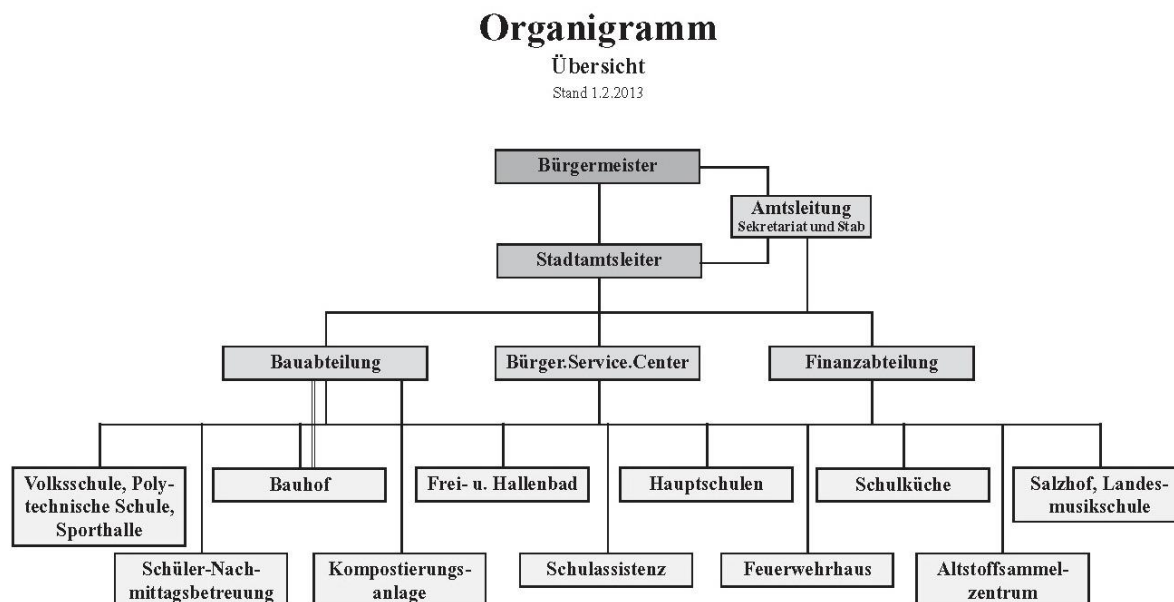 Organigramm
Übersicht
Stand 1.2.2013
Bürgermeister
Amtsleitung
Sekretariat und Stab
Stadtamtsleiter
Bauabteilung
Bürger.Service.Center
Finanzabteilung
Volksschule, Poly-
technische Schule,
Sporthalle
Bauhof
Frei- u. Hallenbad
Hauptschulen
Schulküche
Salzhof, Landes-
musikschule
Schüler-Nach-
mittagsbetreuung
Kompostierungs-
anlage
Schulassistenz
Feuerwehrhaus
Altstoffsammel-
zentrum